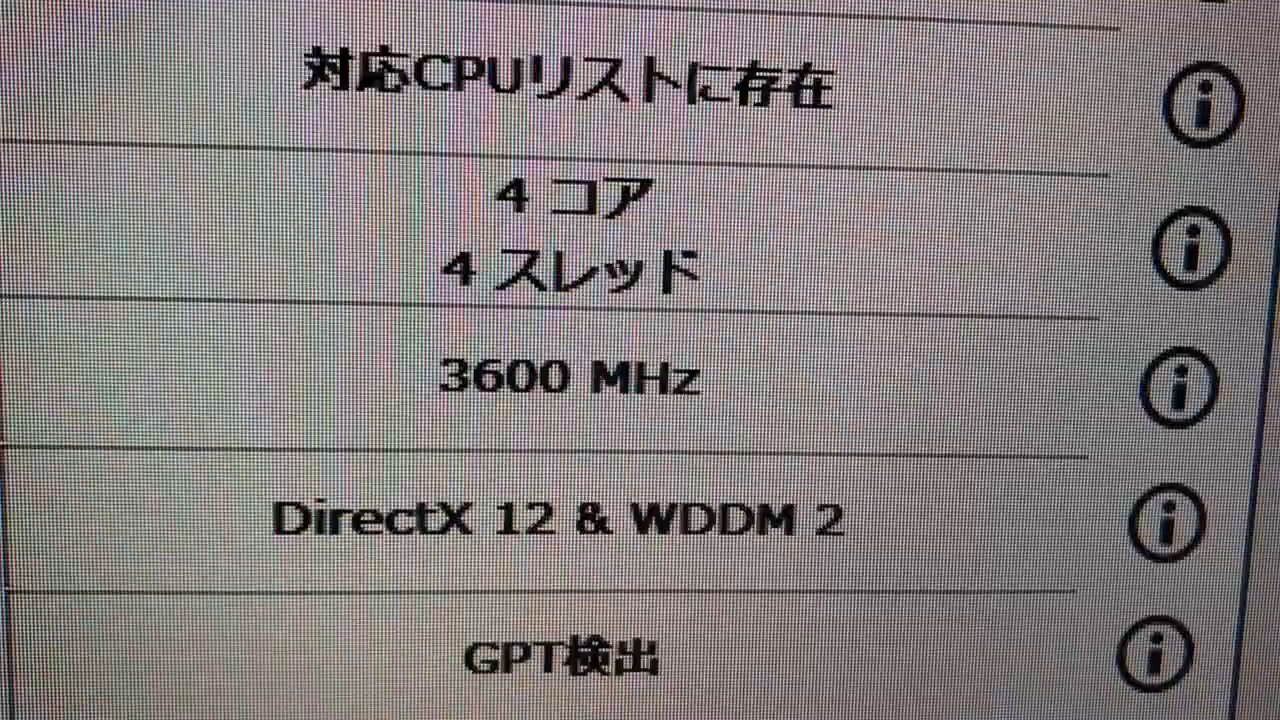 対応CPUリストに存在
4 コア
4 スレッド
3600 MHz
DirectX 12 & WDDM 2
GPT検出